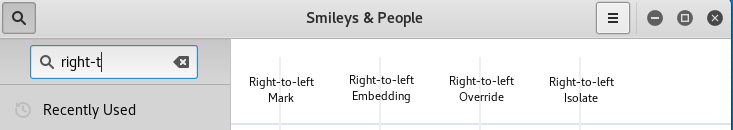 Smileys & People
right-t
Recently Used
Right-to-left
Mark
Right-to-left
Embedding
Right-to-left
Override
Right-to-left
Isolate